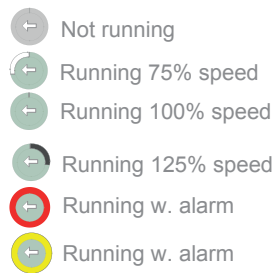 Not running
Running 75% speed
Running 100% speed
Running 125% speed
Running w. alarm
Running w. alarm